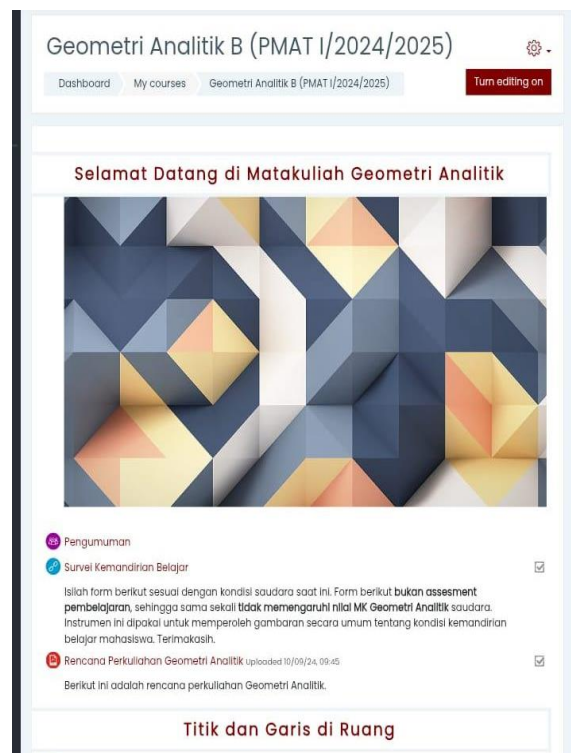 Geometri Analitik B (PMAT I/2024/2025)
Dashboard My courses Geometri Analitik B (PMAT I/2024/2025)
Turn editing on
Selamat Datang di Matakuliah Geometri Analitik
Pengumuman
Survei Kemandirian Belajar
Isilah form berikut sesuai dengan kondisi saudara saat ini. Form berikut bukan assesment
pembelajaran, sehingga sama sekali tidak memengaruhi nilai MK Geometri Analitik saudara.
Instrumen ini dipakai untuk memperoleh gambaran secara umum tentang kondisi kemandirian
belajar mahasiswa. Terimakasih.
Rencana Perkuliahan Geometri Analitik Uploaded 10/09/24, 09:45
Berikut ini adalah rencana perkuliahan Geometri Analitik.
Titik dan Garis di Ruang